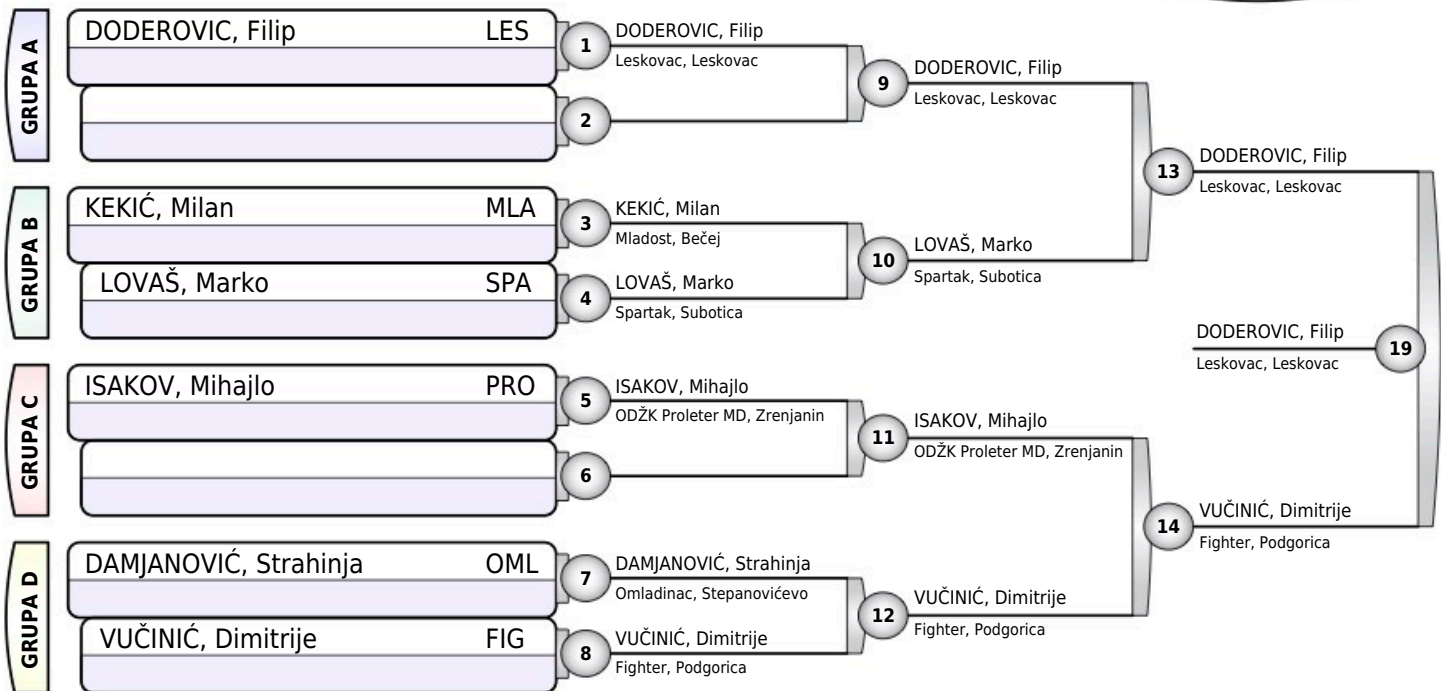 GRUPA A
DODEROVIC, Filip LES
1
DODEROVIC, Filip
Leskovac, Leskovac
2
9
DODEROVIC, Filip
Leskovac, Leskovac
GRUPA B
KEKIĆ, Milan MLA
3
KEKIĆ, Milan
Mladost, Bečej
LOVAŠ, Marko SPA
4
LOVAŠ, Marko
Spartak, Subotica
10
LOVAŠ, Marko
Spartak, Subotica
13
DODEROVIC, Filip
Leskovac, Leskovac
GRUPA C
ISAKOV, Mihajlo PRO
5
ISAKOV, Mihajlo
ODŽK Proleter MD, Zrenjanin
6
11
ISAKOV, Mihajlo
ODŽK Proleter MD, Zrenjanin
GRUPA D
DAMJANOVIĆ, Strahinja OML
7
DAMJANOVIĆ, Strahinja
Omladinac, Stepanovićevo
VUČINIĆ, Dimitrije FIG
8
VUČINIĆ, Dimitrije
Fighter, Podgorica
12
VUČINIĆ, Dimitrije
Fighter, Podgorica
14
VUČINIĆ, Dimitrije
Fighter, Podgorica
DODEROVIC, Filip
Leskovac, Leskovac
19